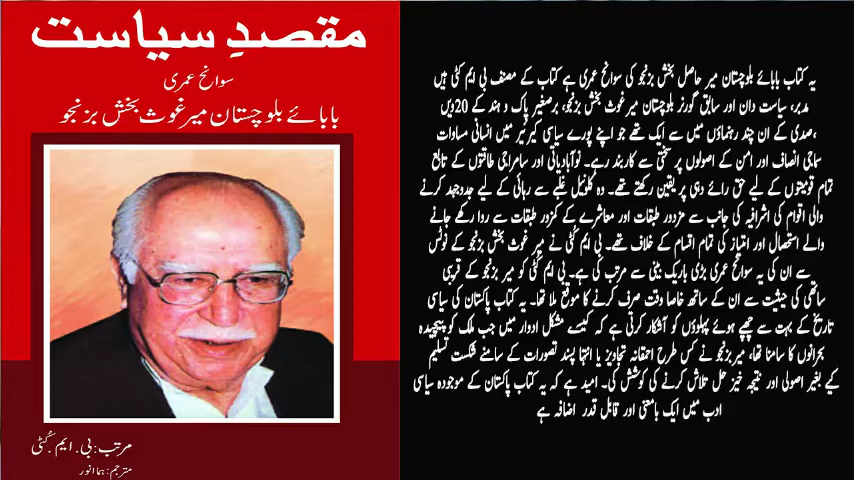 مقصدِ سیاست
سوانح عمری
بابائے بلوچستان میر غوث بخش بزنجو
مرتب: بی. ایم. کُٹی
مترجم: ہما انور
یہ کتاب بابائے بلوچستان میر حاصل بخش بزنجو کی سوانح عمری ہے کتاب کے مصنف بی ایم کٹی ہیں
مدبر، سیاست دان اور سابق گورنر بلوچستان میر غوث بخش بزنجو، برصغیر پاک و ہند کے 20ویں
صدی کے ان چند رہنماؤں میں سے ایک تھے جو اپنے پورے سیاسی کیرئیر میں انسانی مساوات،
سماجی انصاف اور امن کے اصولوں پر سختی سے کاربند رہے۔ نوآبادیاتی اور سامراجی طاقتوں کے تابع
تمام قومیتوں کے لیے حق رائے دہی پر یقین رکھتے تھے۔ وہ کلونیل غلبے سے رہائی کے لیے جدوجہد کرنے
والی اقوام کی اشرافیہ کی جانب سے مزدور طبقات اور معاشرے کے کمزور طبقات سے روا رکھے جانے
والے استحصال اور امتیاز کی تمام اقسام کے خلاف تھے۔ بی ایم کُٹی نے میر غوث بخش بزنجو کے نوٹس
سے ان کی یہ سوانح عمری بڑی باریک بینی سے مرتب کی ہے۔ بی ایم کُٹی کو میر بزنجو کے قریبی
ساتھی کی حیثیت سے ان کے ساتھ خاصا وقت صرف کرنے کا موقع ملا تھا۔ یہ کتاب پاکستان کی سیاسی
تاریخ کے بہت سے چھپے ہوئے پہلوؤں کو آشکار کرتی ہے کہ کیسے مشکل ادوار میں جب ملک کو پیچیدہ
بحرانوں کا سامنا تھا، میر بزنجو نے کس طرح احمقانہ تجاویز یا انتہا پسند تصورات کے سامنے شکست تسلیم
کیے بغیر اصولی اور نتیجہ خیز حل تلاش کرنے کی کوشش کی۔ امید ہے کہ یہ کتاب پاکستان کے موجودہ سیاسی
ادب میں ایک بامعنی اور قابل قدر اضافہ ہے